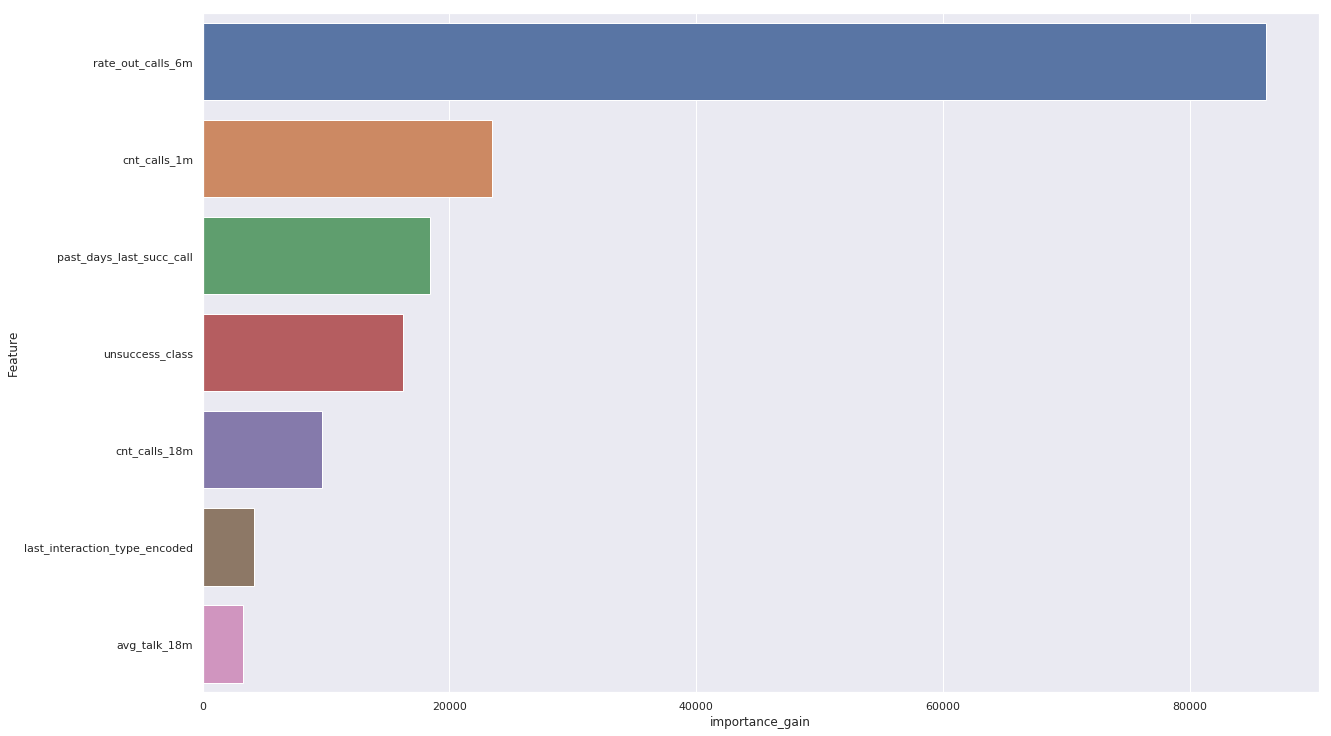 rate_out_calls_6m
cnt_calls_1m
past_days_last_succ_call
unsuccess_class
cnt_calls_18m
last_interaction_type_encoded
avg_talk_18m
Feature
0 20000 40000 60000 80000
importance_gain